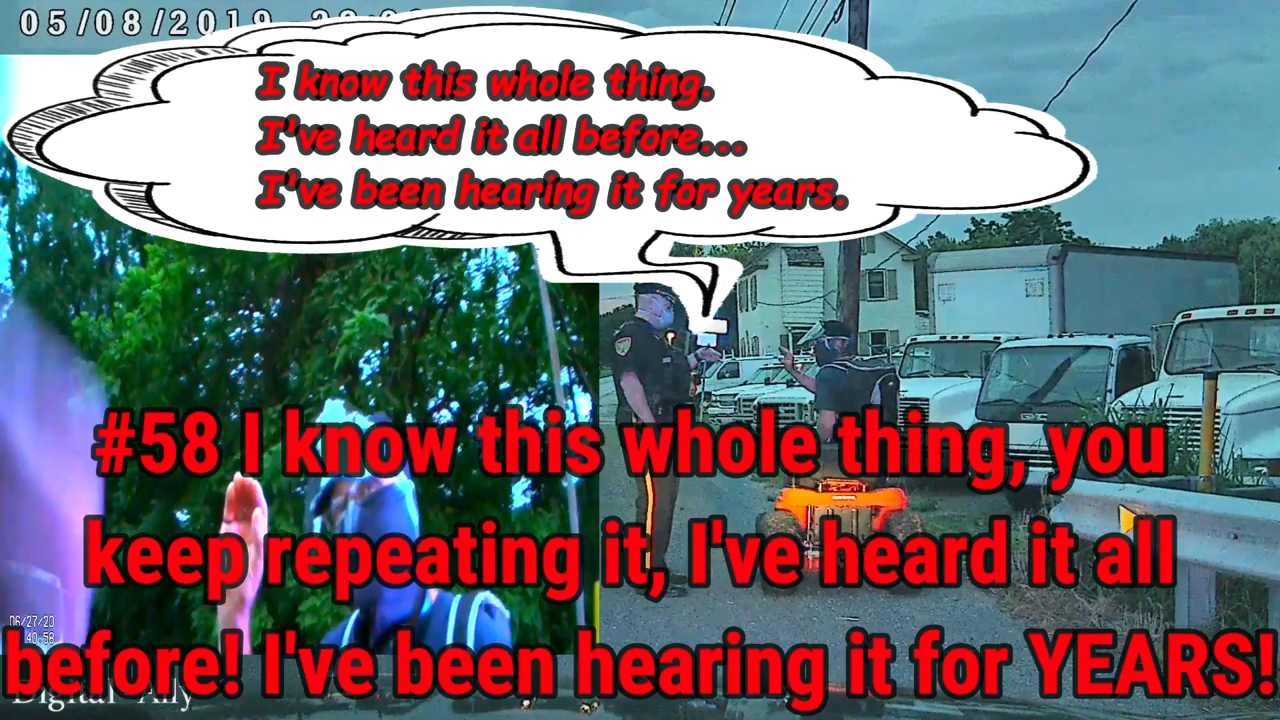 05/08/2019
I know this whole thing.
I've heard it all before...
I've been hearing it for years.
#58 I know this whole thing, you
keep repeating it, I've heard it all
before! I've been hearing it for YEARS!
06/27/20
40:58
Digital Ally